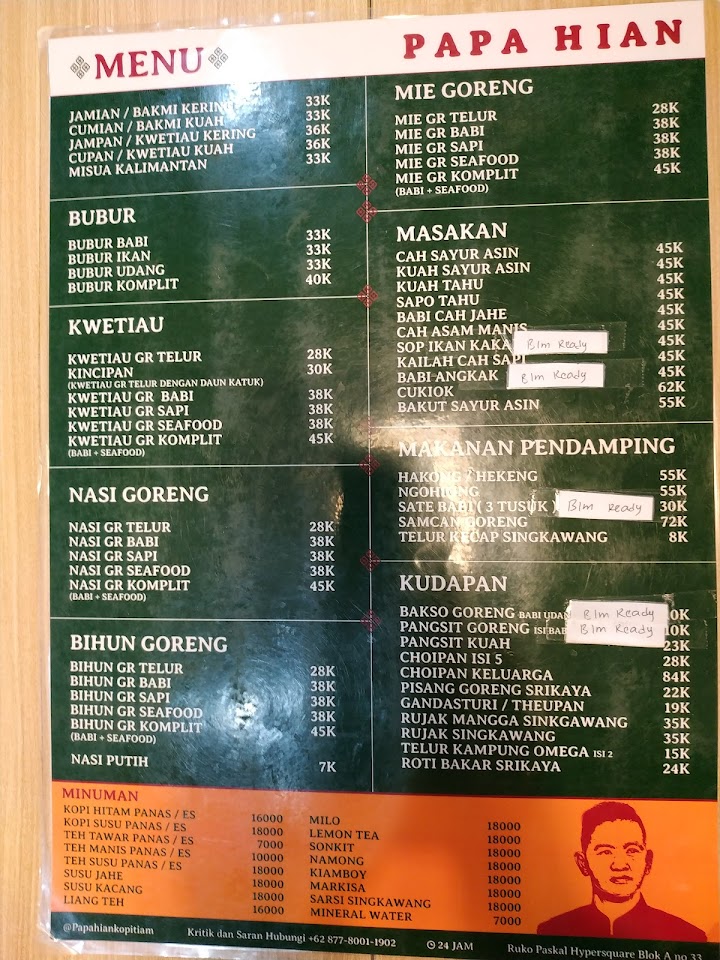 MENU
PAPA HIAN
JAMIAN / BAKMI KERING 33K
CUMIAN / BAKMI KUAH 33K
JAMPAN / KWETIAU KERING 36K
CUPAN / KWETIAU KUAH 36K
MISUA KALIMANTAN 33K
BUBUR
BUBUR BABI 33K
BUBUR IKAN 33K
BUBUR UDANG 33K
BUBUR KOMPLIT 40K
KWETIAU
KWETIAU GR TELUR 28K
KINCIPAN 30K
(KWETIAU GR TELUR DENGAN DAUN KATUK)
KWETIAU GR BABI 38K
KWETIAU GR SAPI 38K
KWETIAU GR SEAFOOD 38K
KWETIAU GR KOMPLIT 45K
(BABI + SEAFOOD)
NASI GORENG
NASI GR TELUR 28K
NASI GR BABI 38K
NASI GR SAPI 38K
NASI GR SEAFOOD 38K
NASI GR KOMPLIT 45K
(BABI + SEAFOOD)
BIHUN GORENG
BIHUN GR TELUR 28K
BIHUN GR BABI 38K
BIHUN GR SAPI 38K
BIHUN GR SEAFOOD 38K
BIHUN GR KOMPLIT 45K
(BABI + SEAFOOD)
NASI PUTIH 7K
MIE GORENG
MIE GR TELUR 28K
MIE GR BABI 38K
MIE GR SAPI 38K
MIE GR SEAFOOD 38K
MIE GR KOMPLIT 45K
(BABI + SEAFOOD)
MASAKAN
CAH SAYUR ASIN 45K
KUAH SAYUR ASIN 45K
KUAH TAHU 45K
SAPO TAHU 45K
BABI CAH JAHE 45K
CAH ASAM MANIS 45K
SOP IKAN KAKA Blm Ready 45K
KAILAH CAH SAPI 45K
BABI ANGKAK Blm Ready 45K
CUKIOK 62K
BAKUT SAYUR ASIN 55K
MAKANAN PENDAMPING
HAKONG / HEKENG 55K
NGOHIONG 55K
SATE BABI ( 3 TUSUK ) Blm Ready 30K
SAMCAN GORENG 72K
TELUR KECAP SINGKAWANG 8K
KUDAPAN
BAKSO GORENG BABI UDAN Blm Ready 0K
PANGSIT GORENG ISI BAB Blm Ready 10K
PANGSIT KUAH 23K
CHOIPAN ISI 5 28K
CHOIPAN KELUARGA 84K
PISANG GORENG SRIKAYA 22K
GANDASTURI / THEUPAN 19K
RUJAK MANGGA SINKGAWANG 35K
RUJAK SINGKAWANG 35K
TELUR KAMPUNG OMEGA ISI 2 15K
ROTI BAKAR SRIKAYA 24K
MINUMAN
KOPI HITAM PANAS / ES 16000
KOPI SUSU PANAS / ES 18000
TEH TAWAR PANAS / ES 7000
TEH MANIS PANAS / ES 10000
TEH SUSU PANAS / ES 18000
SUSU JAHE 18000
SUSU KACANG 18000
LIANG TEH 16000
MILO 18000
LEMON TEA 18000
SONKIT 18000
NAMONG 18000
KIAMBOY 18000
MARKISA 18000
SARSI SINGKAWANG 18000
MINERAL WATER 7000
@Papahiankopitiam
Kritik dan Saran Hubungi +62 877-8001-1902
24 JAM
Ruko Paskal Hypersquare Blok A no 33